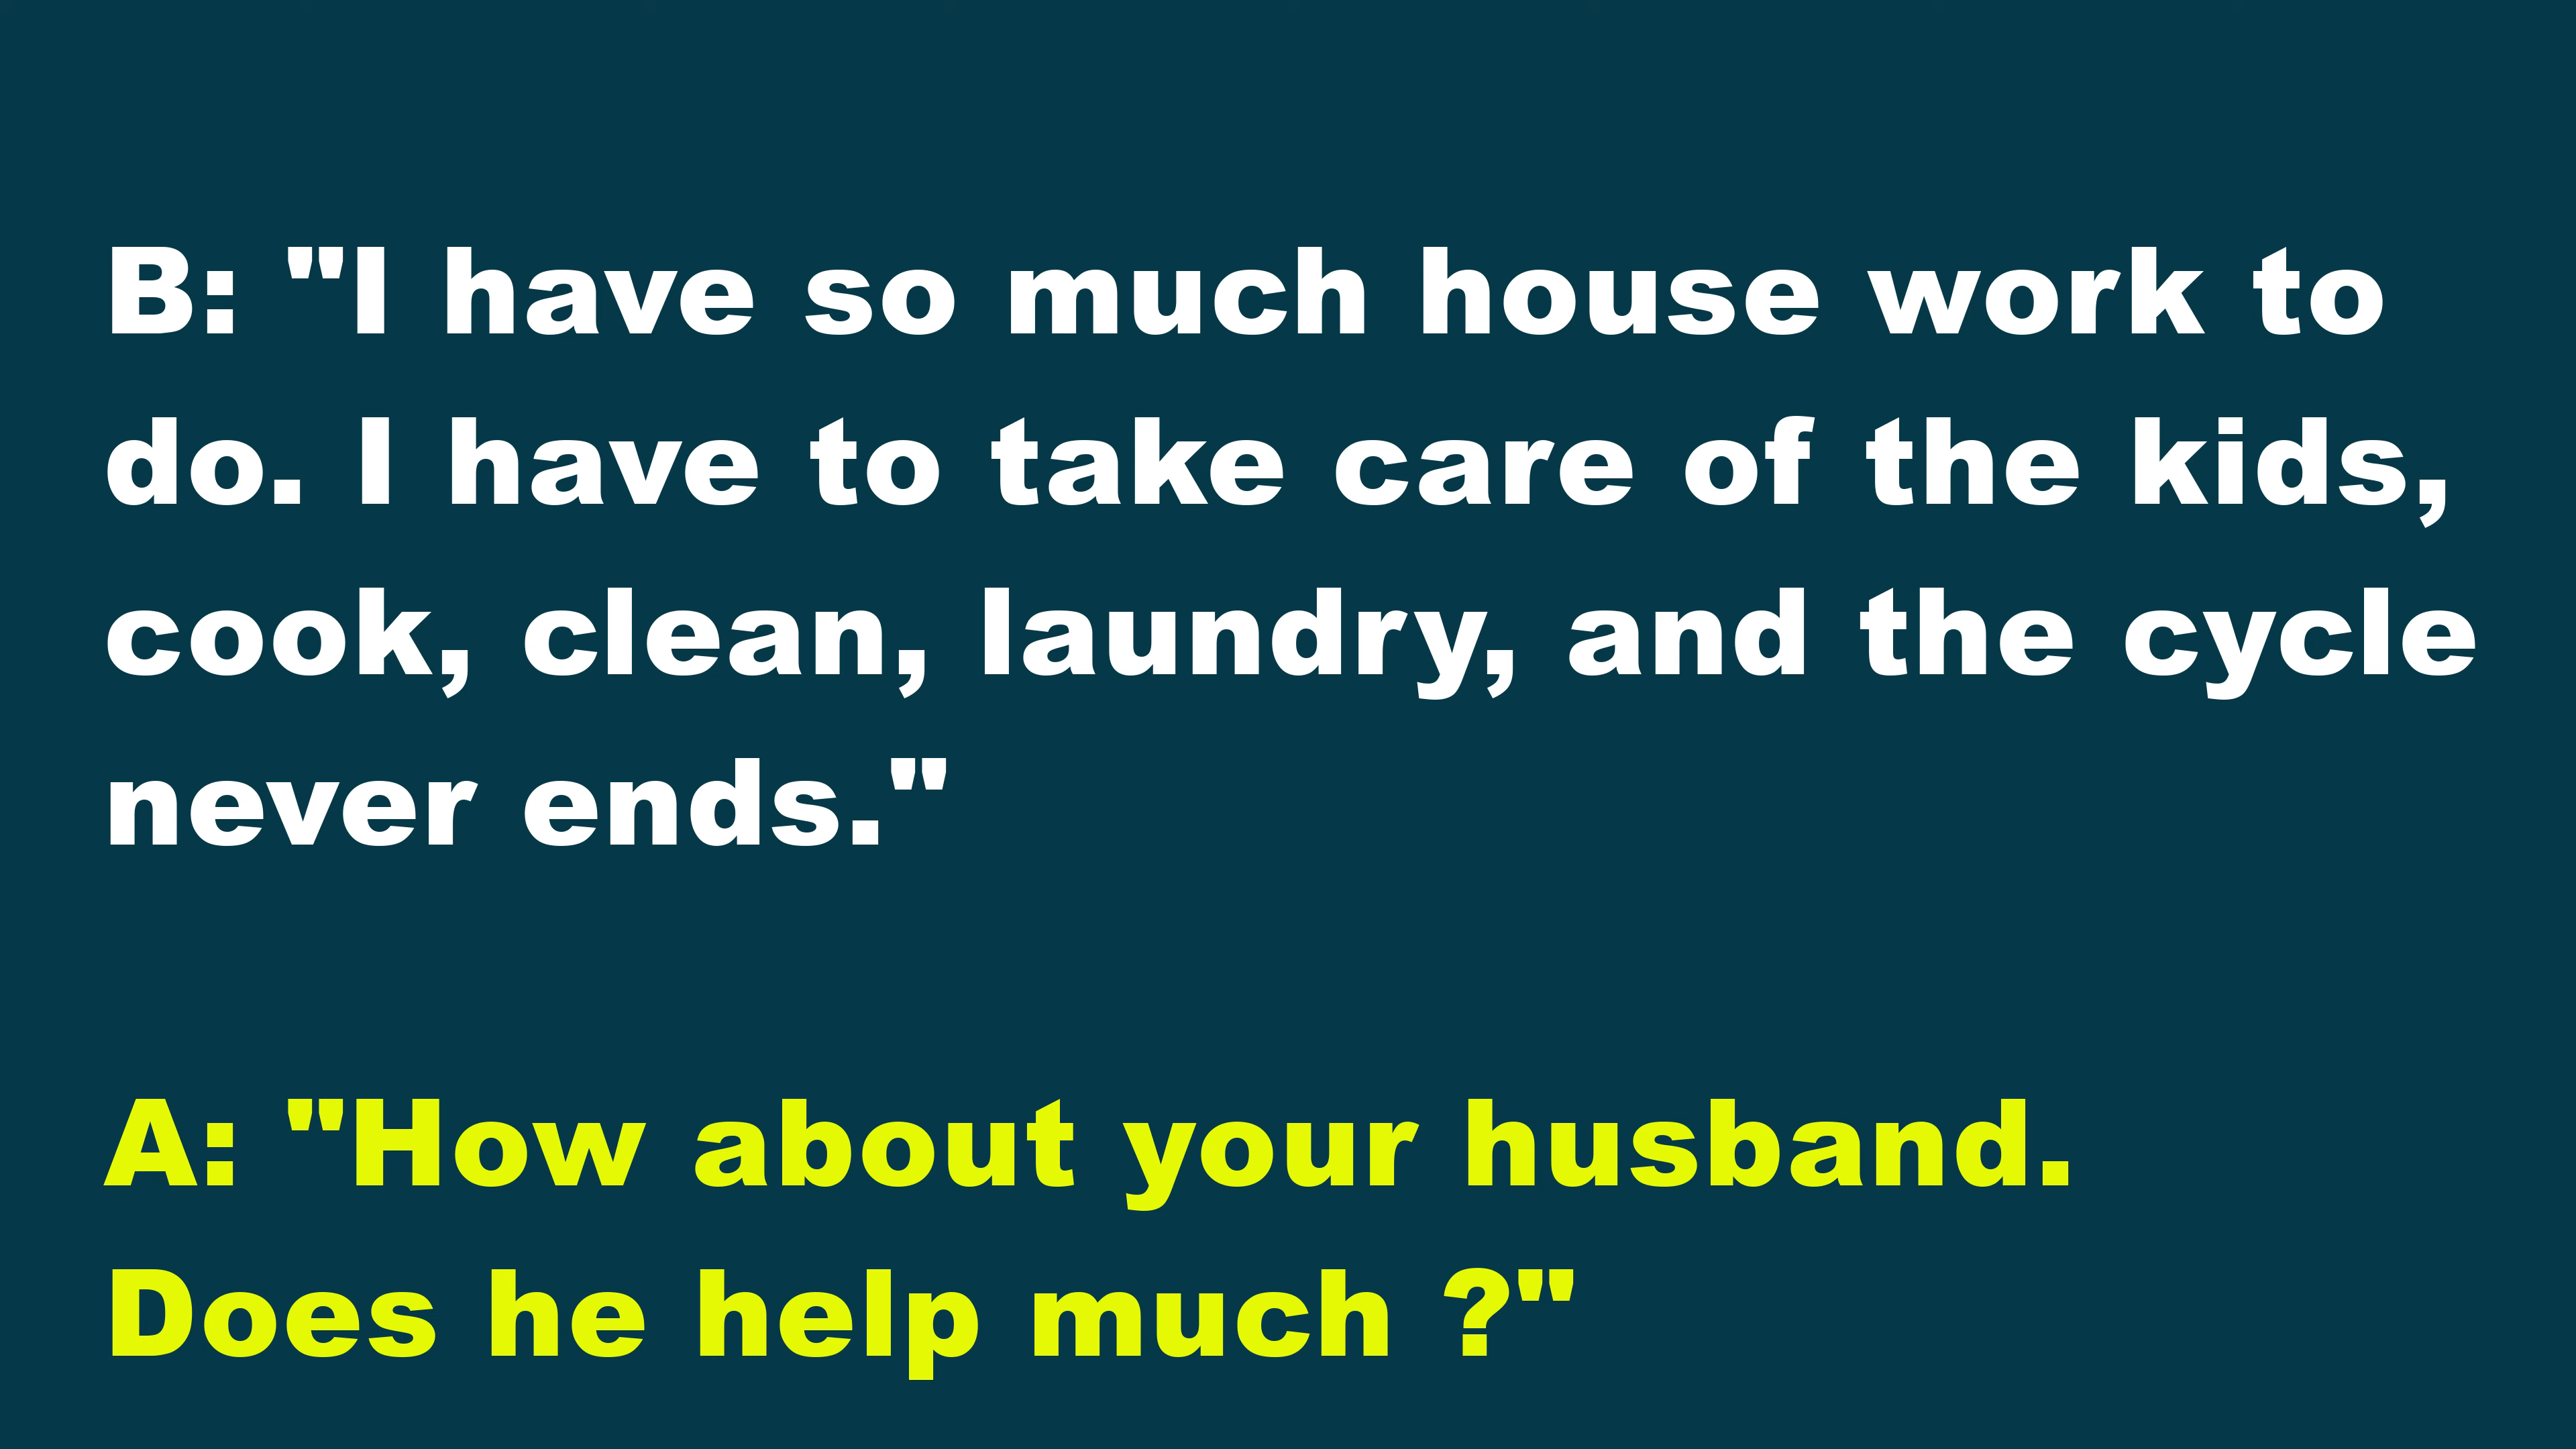 B: "I have so much house work to
do. I have to take care of the kids,
cook, clean, laundry, and the cycle
never ends."
A: "How about your husband.
Does he help much ?"